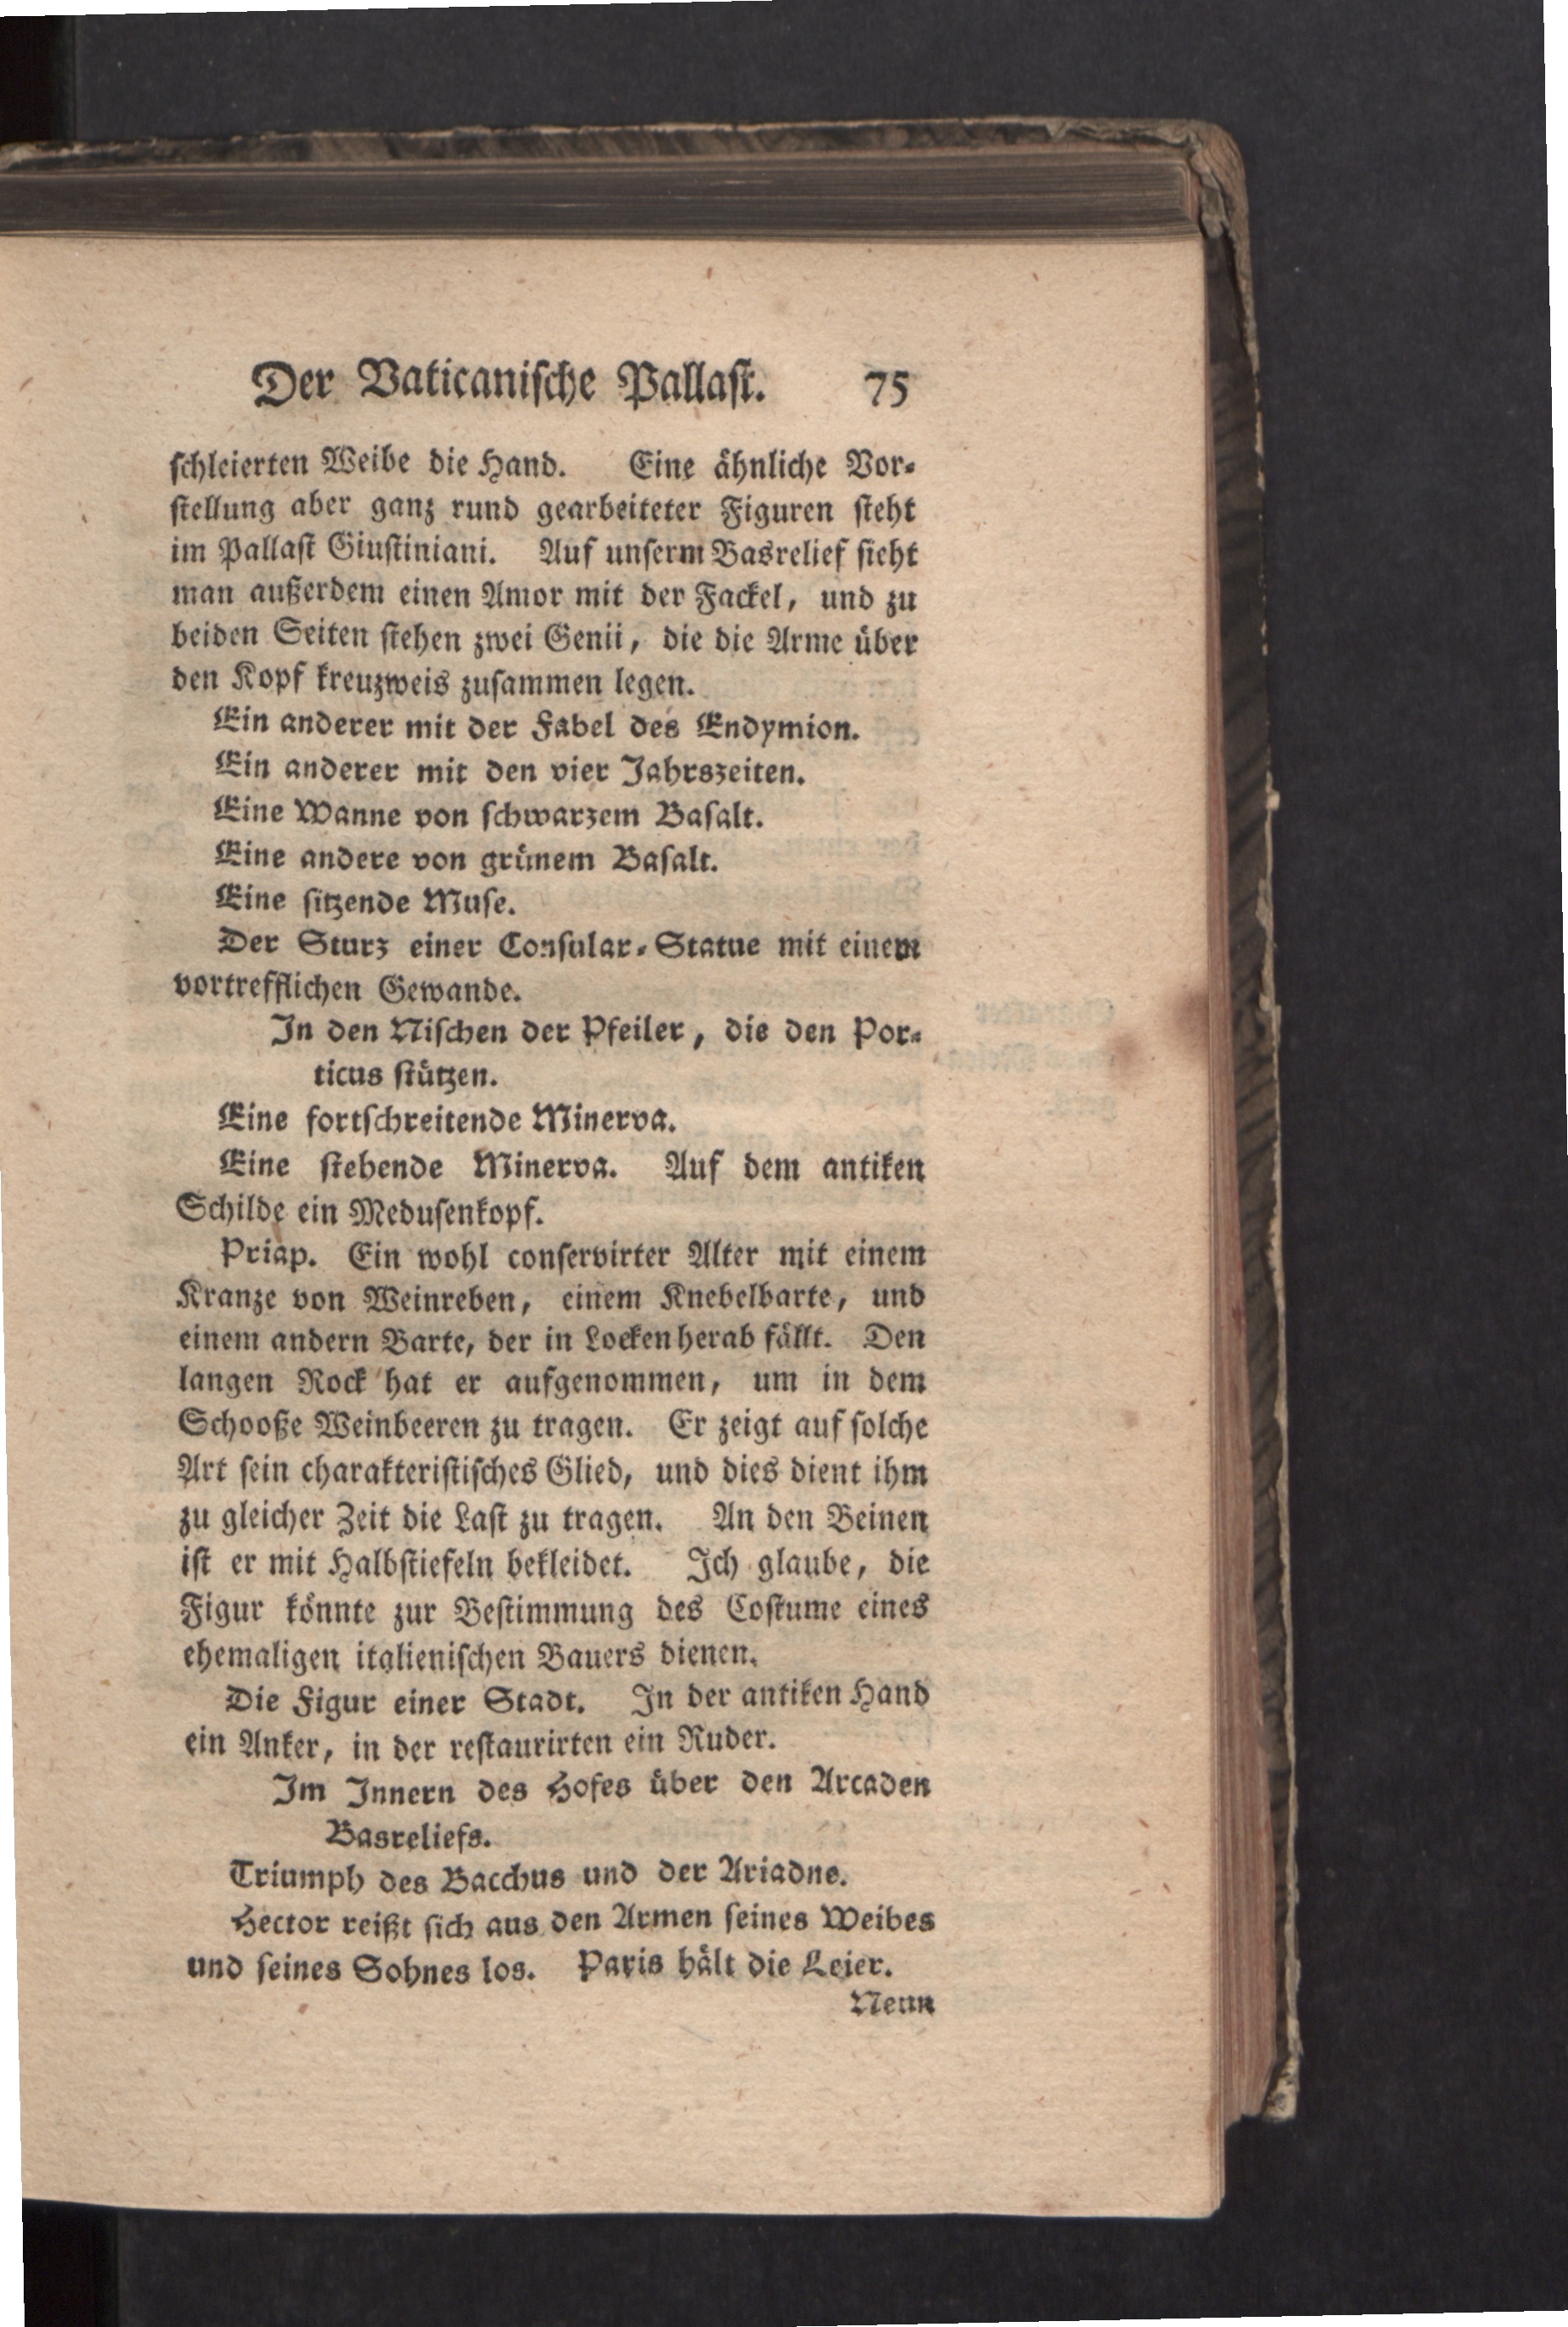 Der Vaticanische Pallast. 75
schleierten Weibe die Hand. Eine ähnliche Vor-
stellung aber ganz rund gearbeiteter Figuren steht
im Pallast Giustiniani. Auf unserm Basrelief sieht
man außerdem einen Amor mit der Fackel, und zu
beiden Seiten stehen zwei Genii, die die Arme über
den Kopf kreuzweis zusammen legen.
Ein anderer mit der Fabel des Endymion.
Ein anderer mit den vier Jahrszeiten.
Eine Wanne von schwarzem Basalt.
Eine andere von grünem Basalt.
Eine sitzende Muse.
Der Sturz einer Consular-Statue mit einem
vortrefflichen Gewande.
In den Nischen der Pfeiler, die den Por-
ticus stützen.
Eine fortschreitende Minerva.
Eine stehende Minerva. Auf dem antiken
Schilde ein Medusenkopf.
Priap. Ein wohl conservirter Alter mit einem
Kranze von Weinreben, einem Knebelbarte, und
einem andern Barte, der in Locken herab fällt. Den
langen Rock hat er aufgenommen, um in dem
Schooße Weinbeeren zu tragen. Er zeigt auf solche
Art sein charakteristisches Glied, und dies dient ihm
zu gleicher Zeit die Last zu tragen. An den Beinen
ist er mit Halbstiefeln bekleidet. Ich glaube, die
Figur könnte zur Bestimmung des Costume eines
ehemaligen italienischen Bauers dienen.
Die Figur einer Stadt. In der antiken Hand
ein Anker, in der restaurirten ein Ruder.
Im Innern des Hofes über den Arcaden
Basreliefs.
Triumph des Bacchus und der Ariadne.
Hector reißt sich aus den Armen seines Weibes
und seines Sohnes los. Paris hält die Leier.
Neun